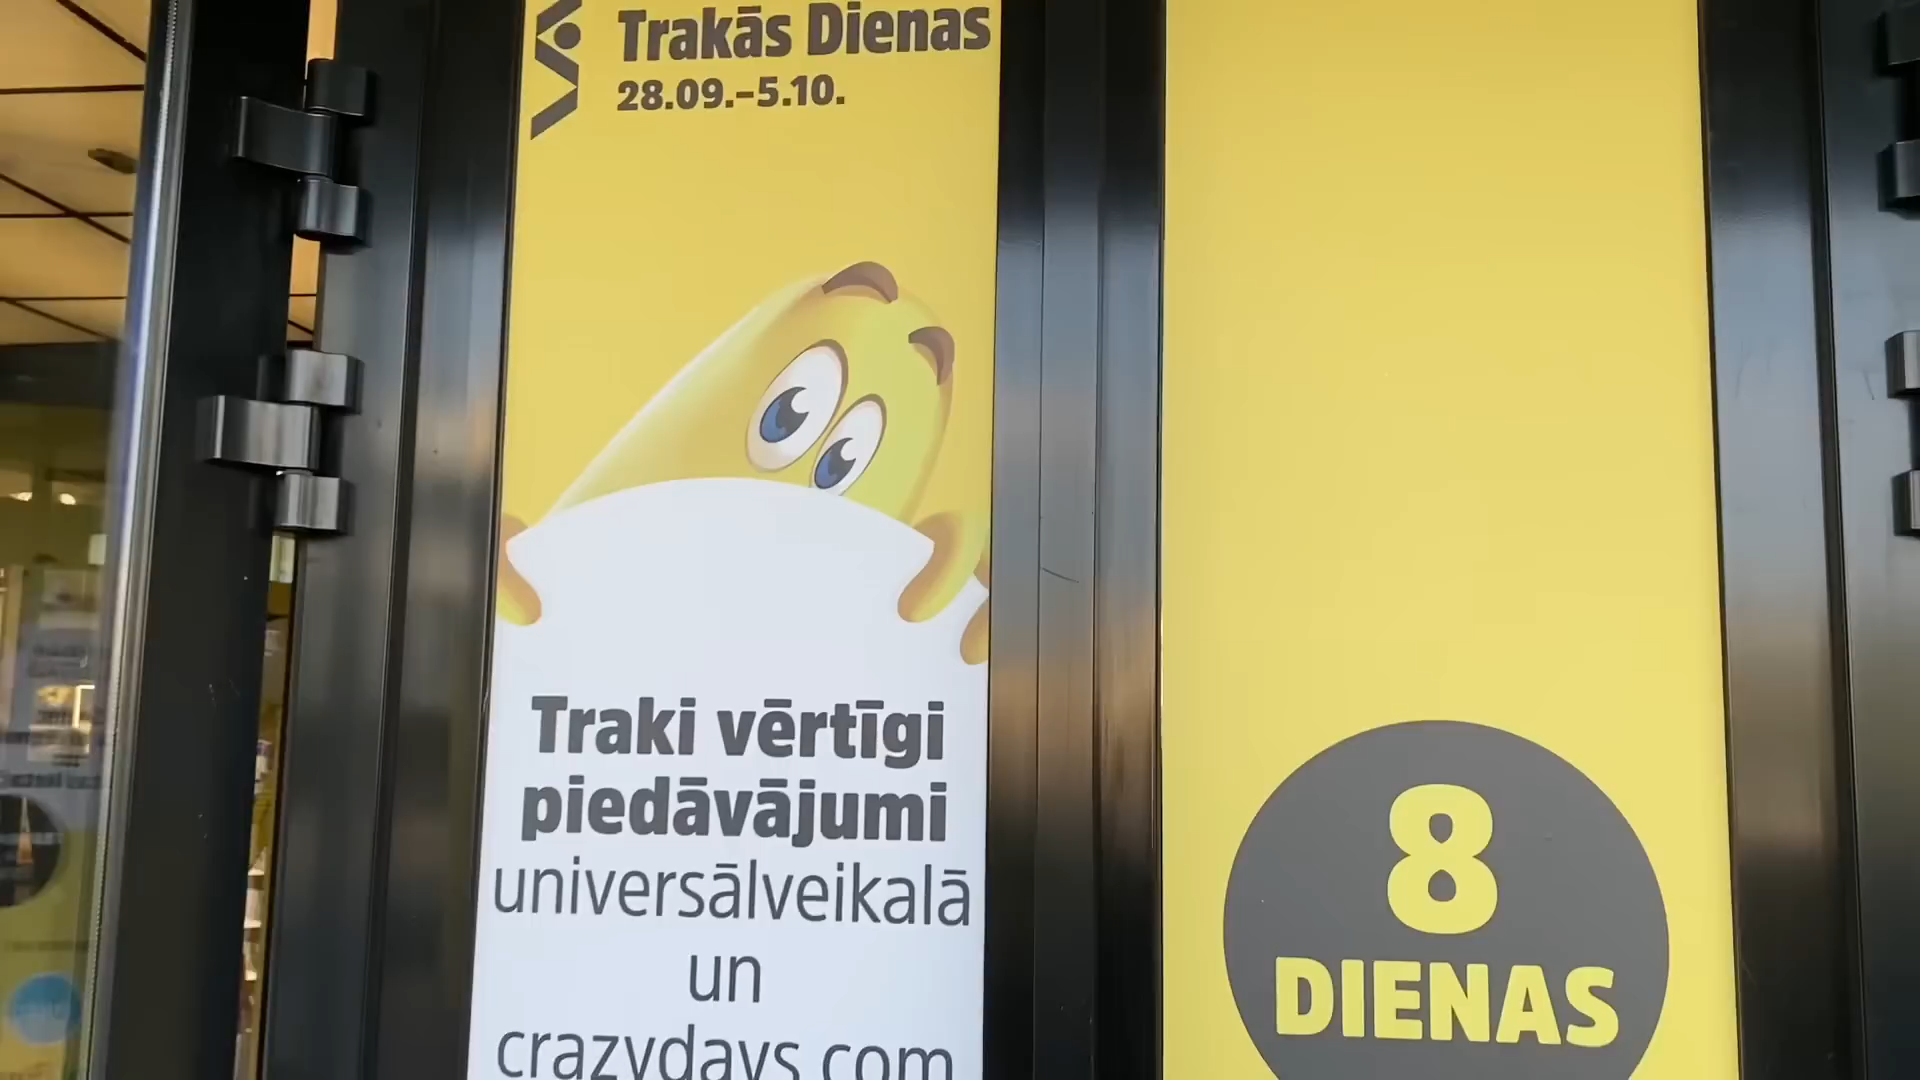 Trakās Dienas
28.09.–5.10.
Traki vērtīgi
piedāvājumi
universālveikalā
un
crazydays.com
8
DIENAS